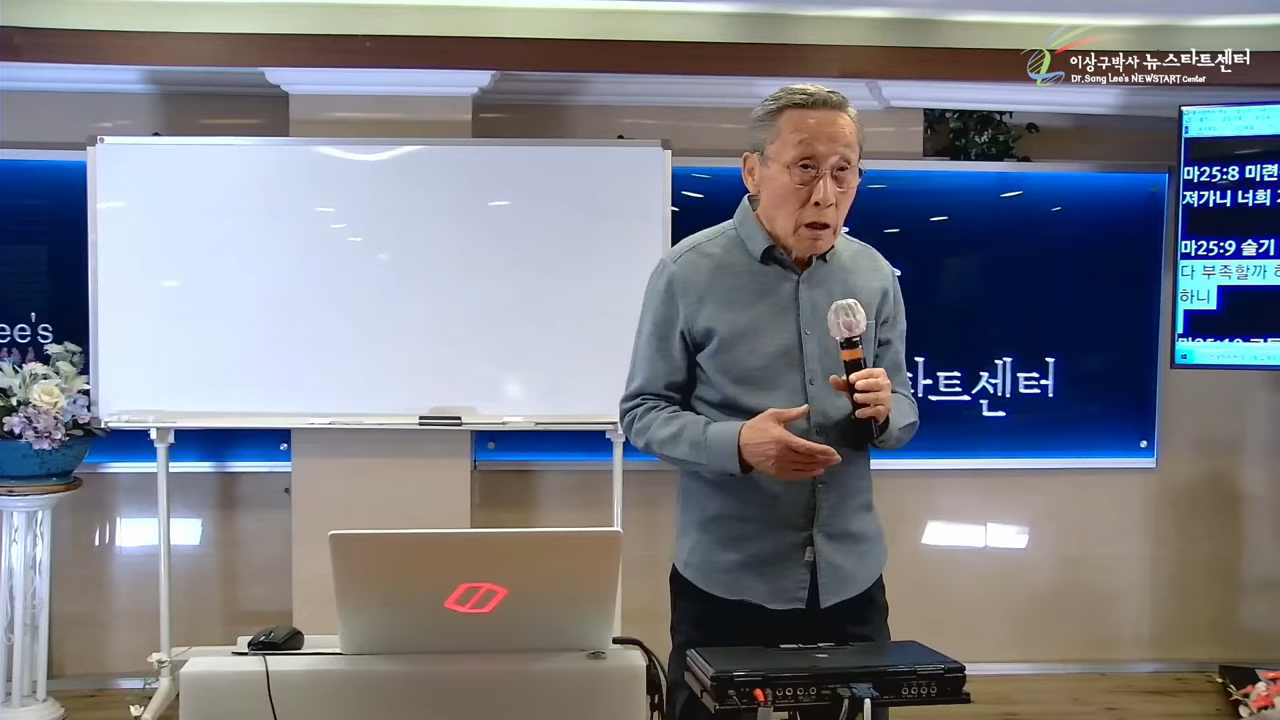 이상구박사 뉴스타트센터
Dr. Sang Lee's NEWSTART Center
마25:8 미련
져가니 너희
마25:9 슬기
다 부족할까 하
하니
ee's
타트센터